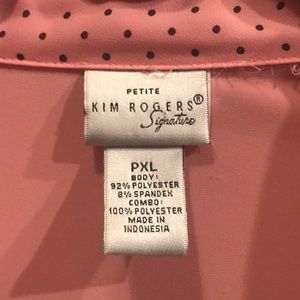 PETITE
KIM ROGERS®
Signature
PXL
BODY:
92% POLYESTER
8% SPANDEX
COMBO:
100% POLYESTER
MADE IN
INDONESIA